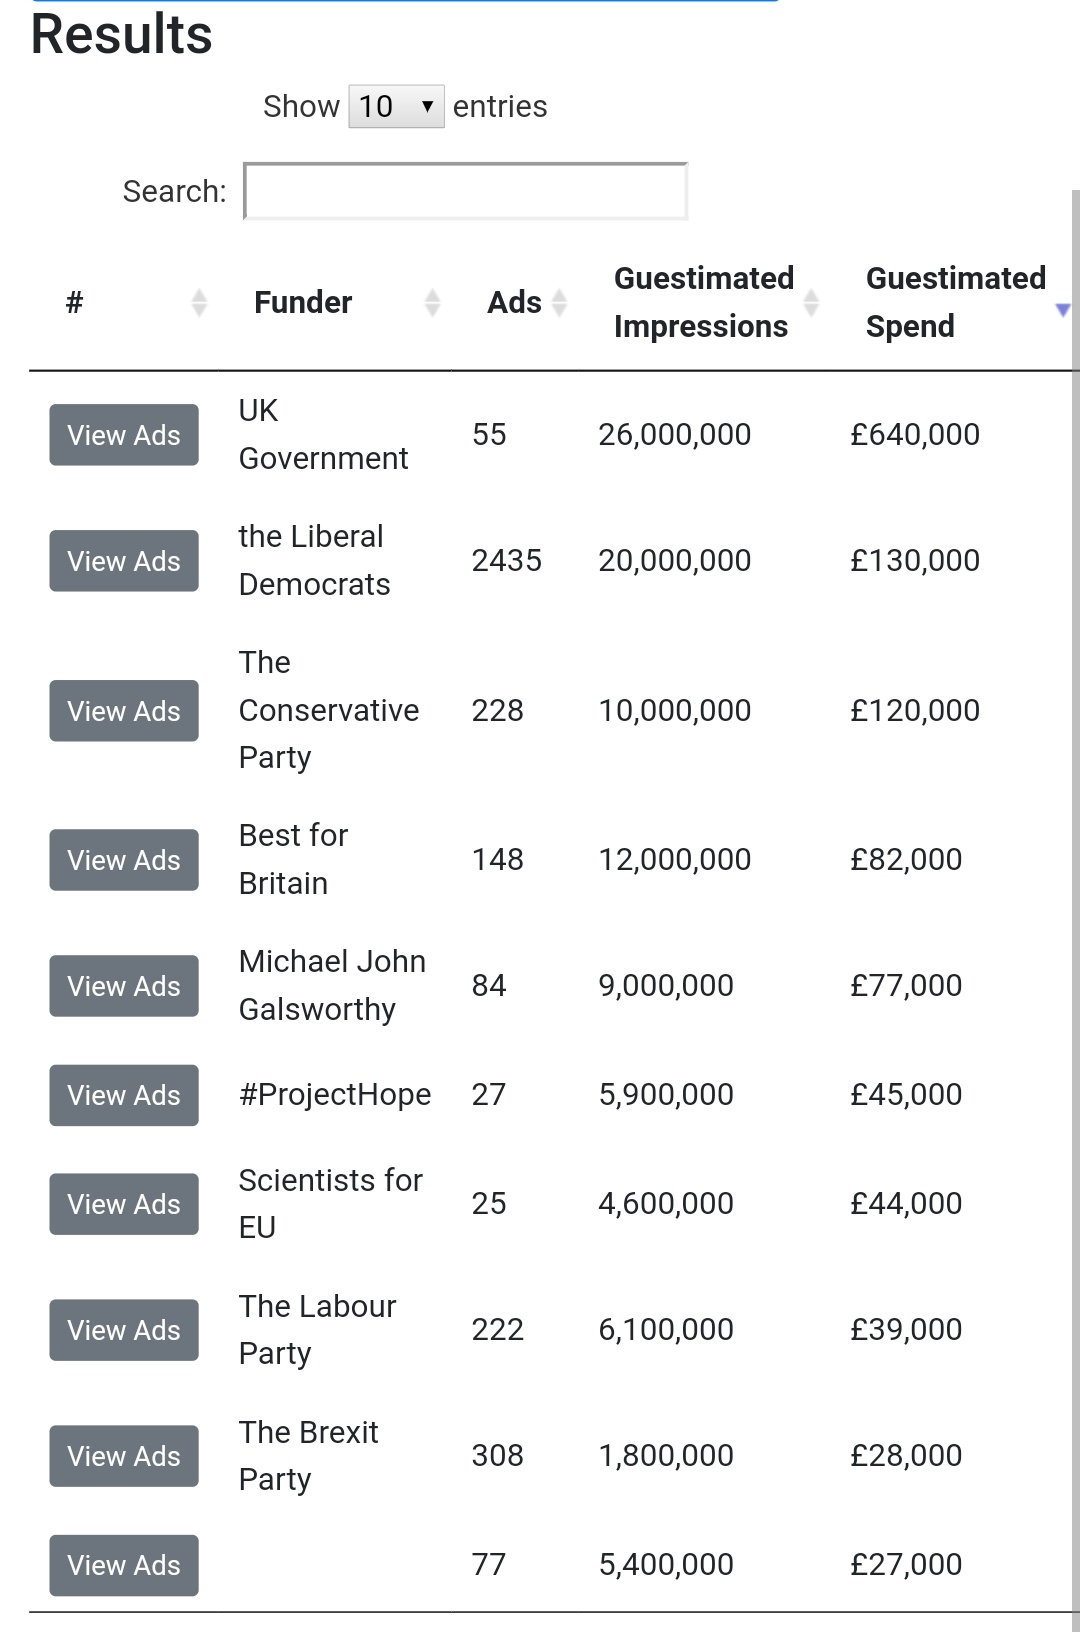 Results
Show 10 entries
Search:
# Funder Ads Guestimated Impressions Guestimated Spend
View Ads UK Government 55 26,000,000 £640,000
View Ads the Liberal Democrats 2435 20,000,000 £130,000
View Ads The Conservative Party 228 10,000,000 £120,000
View Ads Best for Britain 148 12,000,000 £82,000
View Ads Michael John Galsworthy 84 9,000,000 £77,000
View Ads #ProjectHope 27 5,900,000 £45,000
View Ads Scientists for EU 25 4,600,000 £44,000
View Ads The Labour Party 222 6,100,000 £39,000
View Ads The Brexit Party 308 1,800,000 £28,000
View Ads 77 5,400,000 £27,000